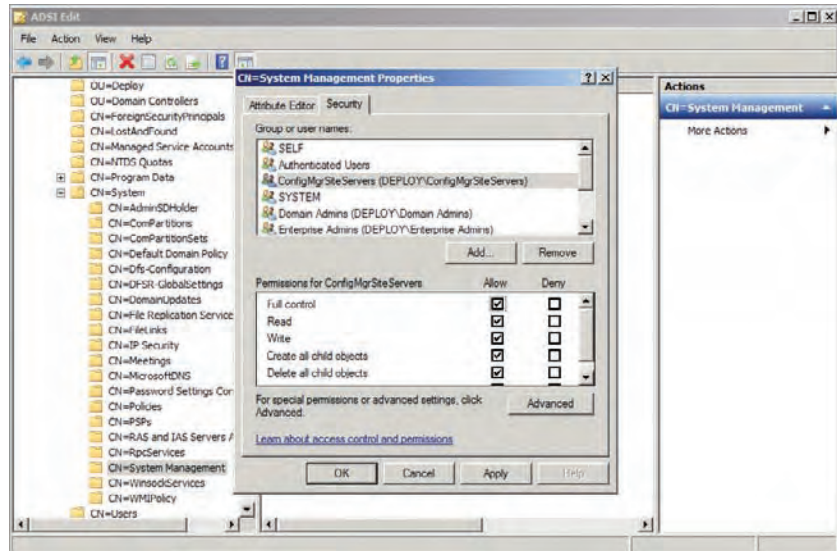 ADSI Edit
File Action View Help
OU=Deploy
OU=Domain Controllers
CN=ForeignSecurityPrincipals
CN=LostAndFound
CN=Managed Service Accounts
CN=NTDS Quotas
CN=Program Data
CN=System
CN=AdminSDHolder
CN=ComPartitions
CN=ComPartitionSets
CN=Default Domain Policy
CN=Dfs-Configuration
CN=DFSR-GlobalSettings
CN=DomainUpdates
CN=File Replication Service
CN=FileLinks
CN=IP Security
CN=Meetings
CN=MicrosoftDNS
CN=Password Settings Con
CN=Policies
CN=PSPs
CN=RAS and IAS Servers A
CN=RpcServices
CN=System Management
CN=WinsockServices
CN=WMIPolicy
CN=Users
CN=System Management Properties
Attribute Editor Security
Group or user names:
SELF
Authenticated Users
ConfigMgrSiteServers (DEPLOY\ConfigMgrSiteServers)
SYSTEM
Domain Admins (DEPLOY\Domain Admins)
Enterprise Admins (DEPLOY\Enterprise Admins)
Add... Remove
Permissions for ConfigMgrSiteServers Allow Deny
Full control
Read
Write
Create all child objects
Delete all child objects
For special permissions or advanced settings, click
Advanced.
Advanced
Learn about access control and permissions
OK Cancel Apply Help
Actions
CN=System Management
More Actions